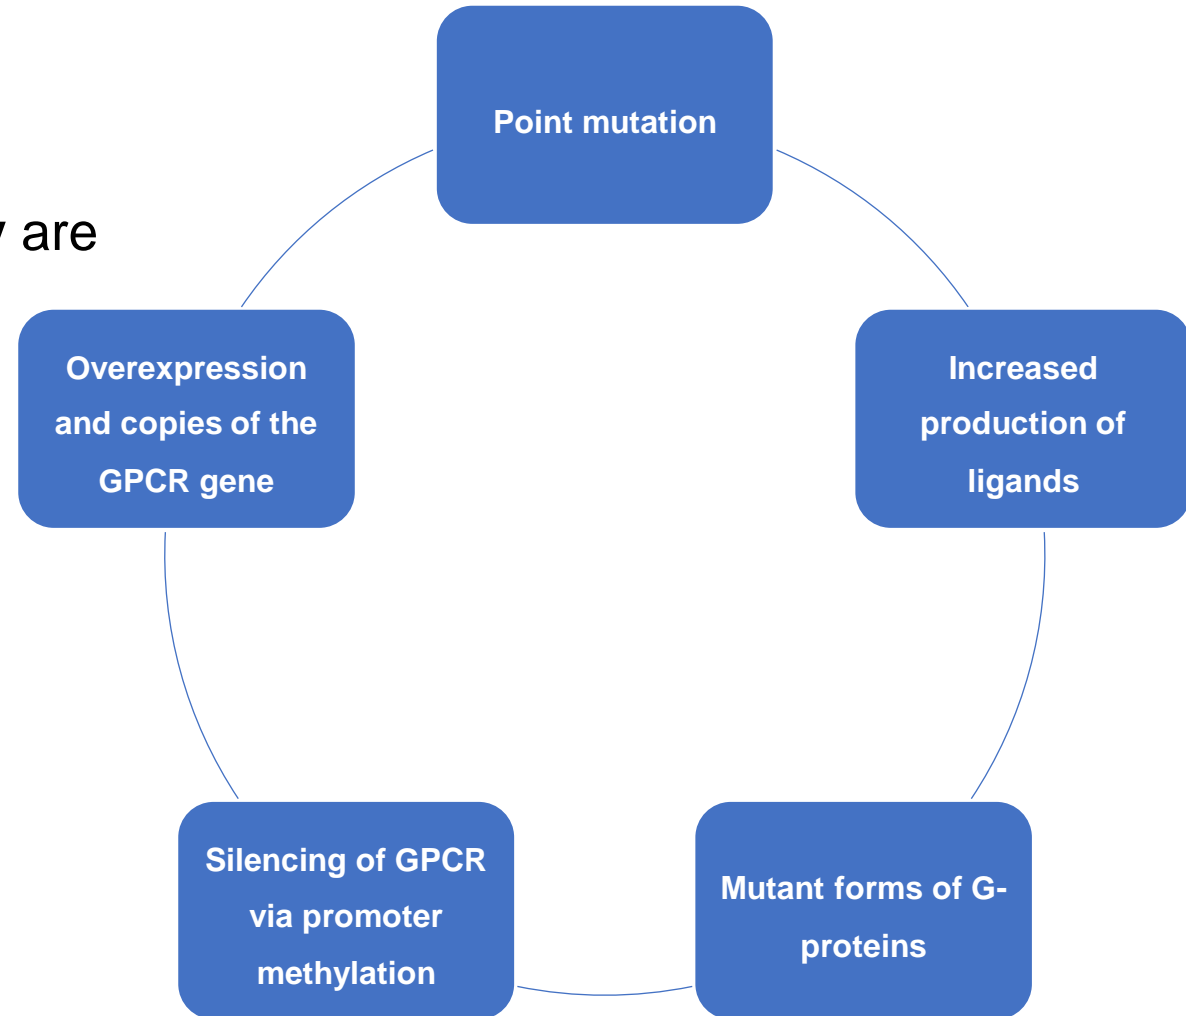 Point mutation
are
Overexpression
and copies of the
GPCR gene
Increased
production of
ligands
Silencing of GPCR
via promoter
methylation
Mutant forms of G-
proteins